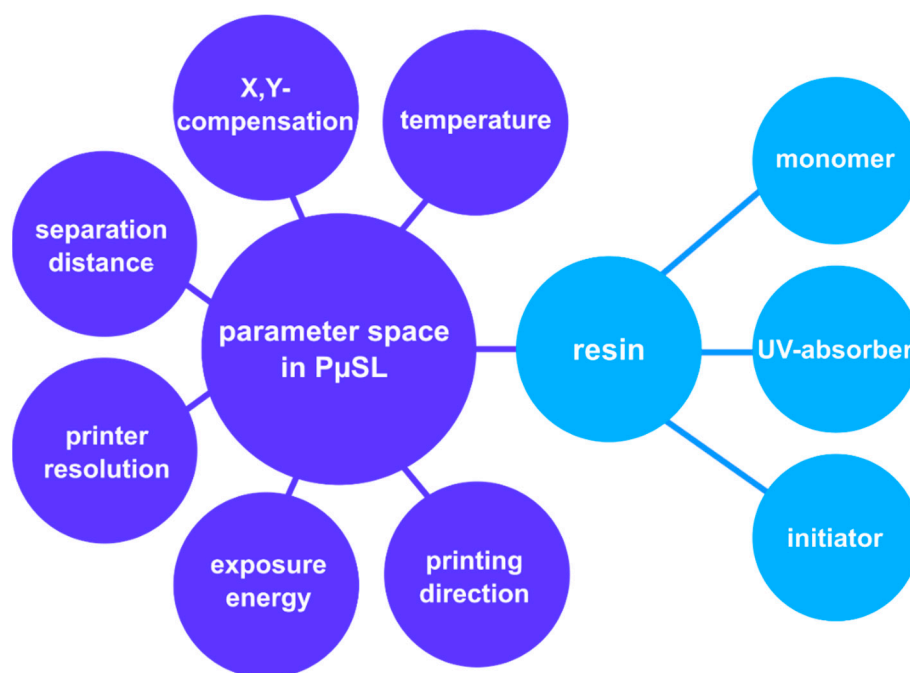 X,Y-
compensation
temperature
monomer
separation
distance
parameter space
in PµSL
resin
UV-absorber
printer
resolution
exposure
energy
printing
direction
initiator